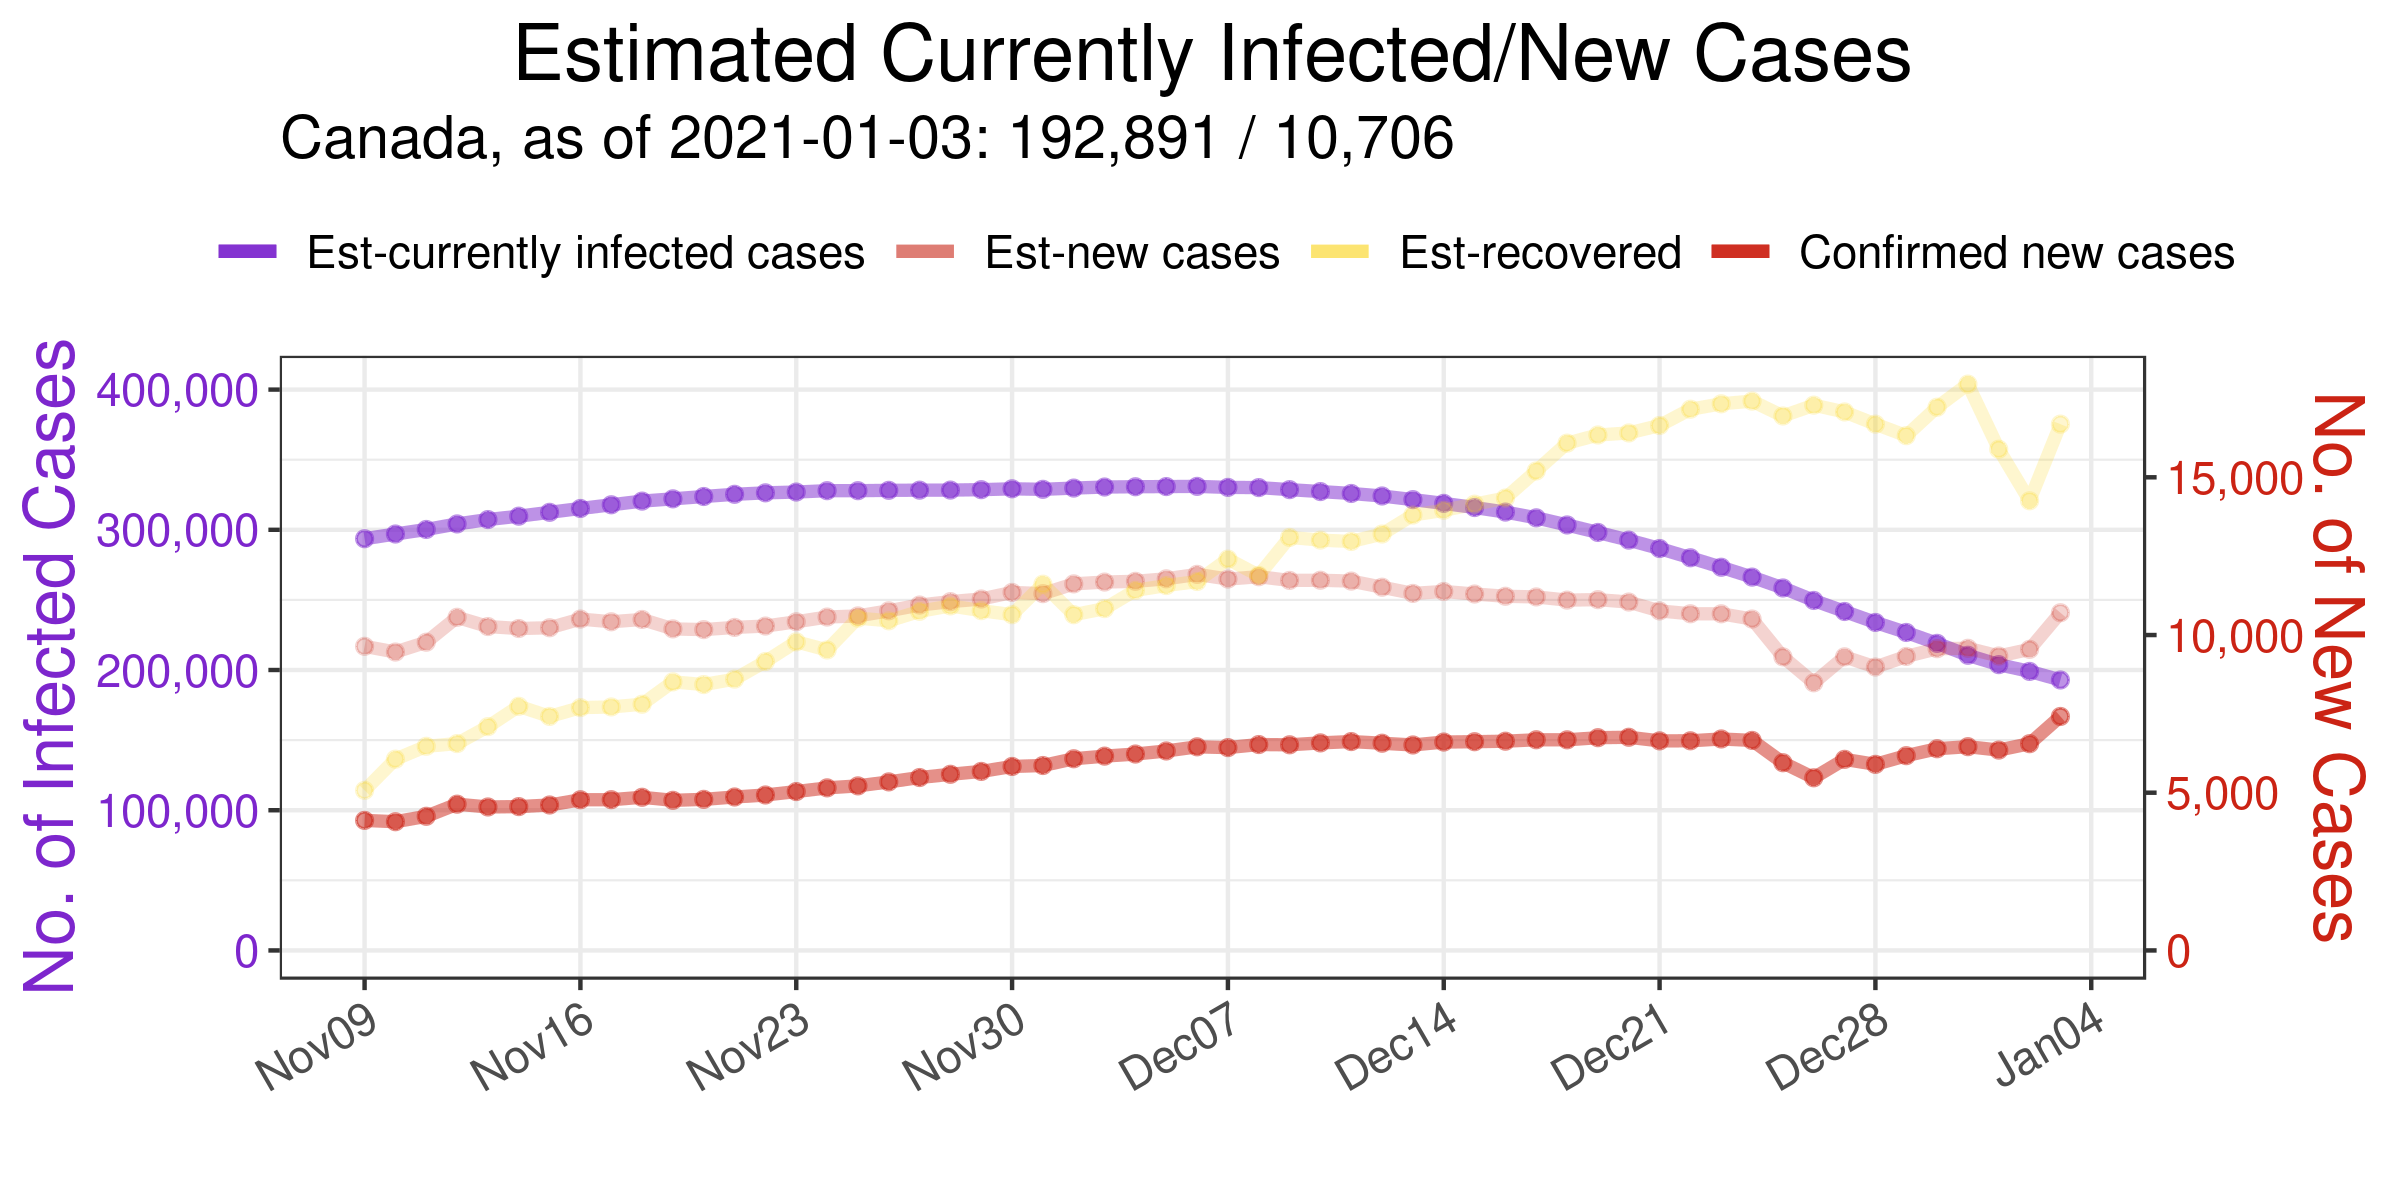 Estimated Currently Infected/New Cases
Canada, as of 2021-01-03: 192,891 / 10,706
Est-currently infected cases Est-new cases Est-recovered Confirmed new cases
No. of Infected Cases
400,000
300,000
200,000
100,000
0
15,000
10,000
5,000
0
No. of New Cases
Nov09 Nov16 Nov23 Nov30 Dec07 Dec14 Dec21 Dec28 Jan04